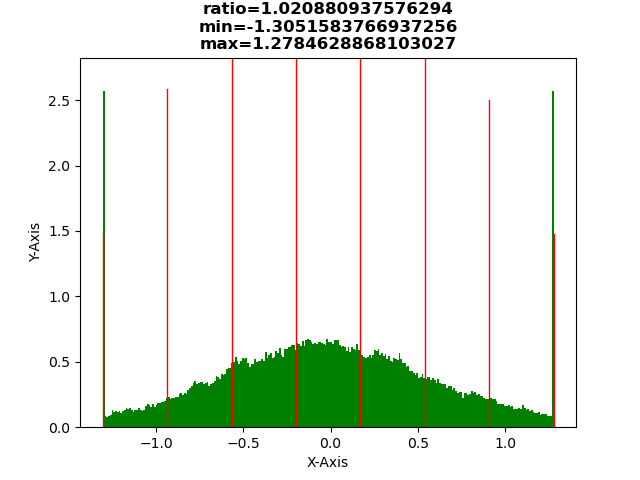 ratio=1.020880937576294
min=-1.3051583766937256
max=1.2784628868103027
2.5
2.0
1.5
1.0
0.5
0.0
Y-Axis
−1.0 −0.5 0.0 0.5 1.0
X-Axis